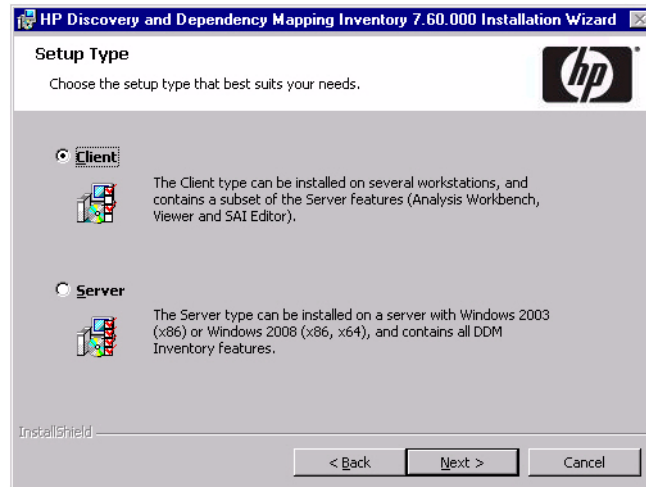 HP Discovery and Dependency Mapping Inventory 7.60.000 Installation Wizard
Setup Type
Choose the setup type that best suits your needs.
hp
Client
The Client type can be installed on several workstations, and
contains a subset of the Server features (Analysis Workbench,
Viewer and SAI Editor).
Server
The Server type can be installed on a server with Windows 2003
(x86) or Windows 2008 (x86, x64), and contains all DDM
Inventory features.
InstallShield
< Back
Next >
Cancel